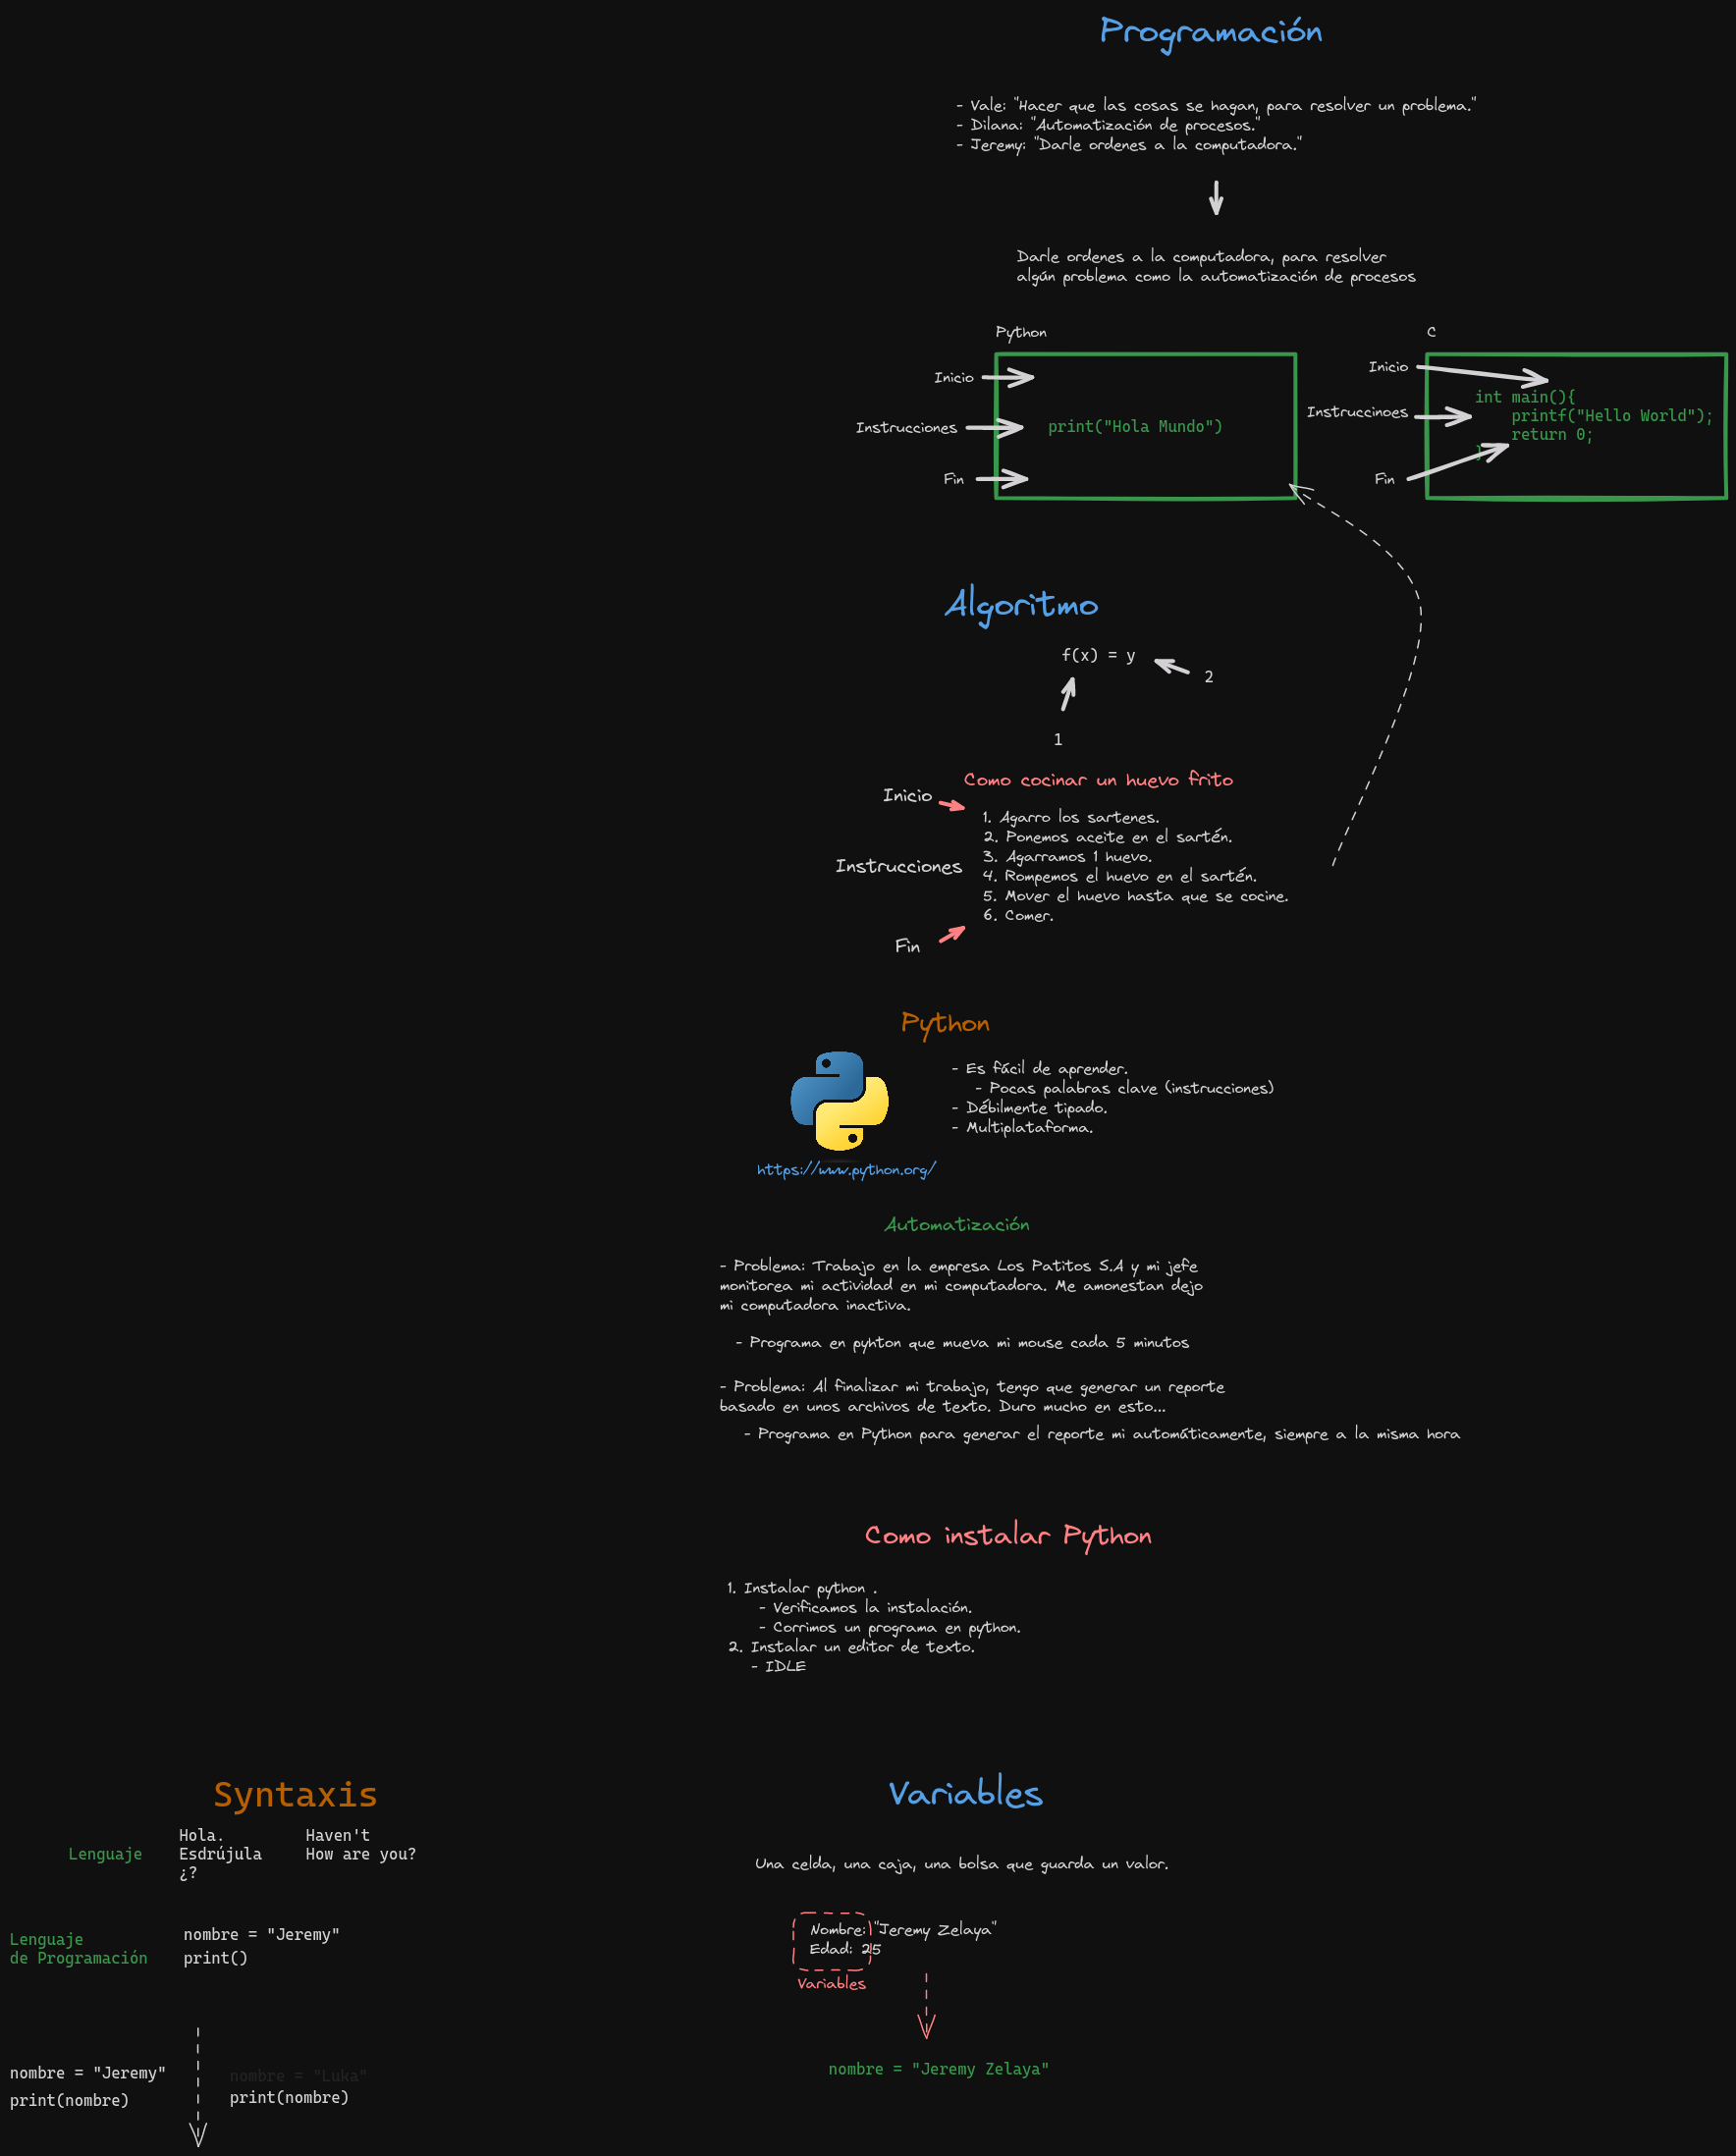 Programación
- Vale: "Hacer que las cosas se hagan, para resolver un problema."
- Dilana: "Automatización de procesos."
- Jeremy: "Darle ordenes a la computadora."
Darle ordenes a la computadora, para resolver
algún problema como la automatización de procesos
Python
Inicio
Instrucciones
print("Hola Mundo")
Fin
C
Inicio
int main(){
Instruccinoes
printf("Hello World");
return 0;
}
Fin
Algoritmo
f(x) = y
2
1
Como cocinar un huevo frito
Inicio
1. Agarro los sartenes.
2. Ponemos aceite en el sartén.
3. Agarramos 1 huevo.
Instrucciones
4. Rompemos el huevo en el sartén.
5. Mover el huevo hasta que se cocine.
6. Comer.
Fin
Python
- Es fácil de aprender.
- Pocas palabras clave (instrucciones)
- Débilmente tipado.
- Multiplataforma.
https://www.python.org/
Automatización
- Problema: Trabajo en la empresa Los Patitos S.A y mi jefe
monitorea mi actividad en mi computadora. Me amonestan dejo
mi computadora inactiva.
- Programa en pyhton que mueva mi mouse cada 5 minutos
- Problema: Al finalizar mi trabajo, tengo que generar un reporte
basado en unos archivos de texto. Duro mucho en esto...
- Programa en Python para generar el reporte mi automáticamente, siempre a la misma hora
Como instalar Python
1. Instalar python .
- Verificamos la instalación.
- Corrimos un programa en python.
2. Instalar un editor de texto.
- IDLE
Syntaxis
Lenguaje
Hola.
Esdrújula
¿?
Haven't
How are you?
Lenguaje
de Programación
nombre = "Jeremy"
print()
nombre = "Jeremy"
print(nombre)
nombre = "Luka"
print(nombre)
Variables
Una celda, una caja, una bolsa que guarda un valor.
Nombre: "Jeremy Zelaya"
Edad: 25
Variables
nombre = "Jeremy Zelaya"